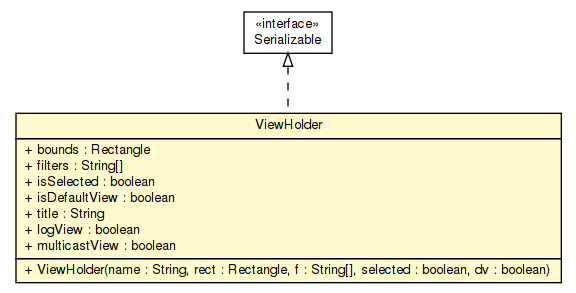 «interface»
Serializable
ViewHolder
+ bounds : Rectangle
+ filters : String[]
+ isSelected : boolean
+ isDefaultView : boolean
+ title : String
+ logView : boolean
+ multicastView : boolean
+ ViewHolder(name : String, rect : Rectangle, f : String[], selected : boolean, dv : boolean)